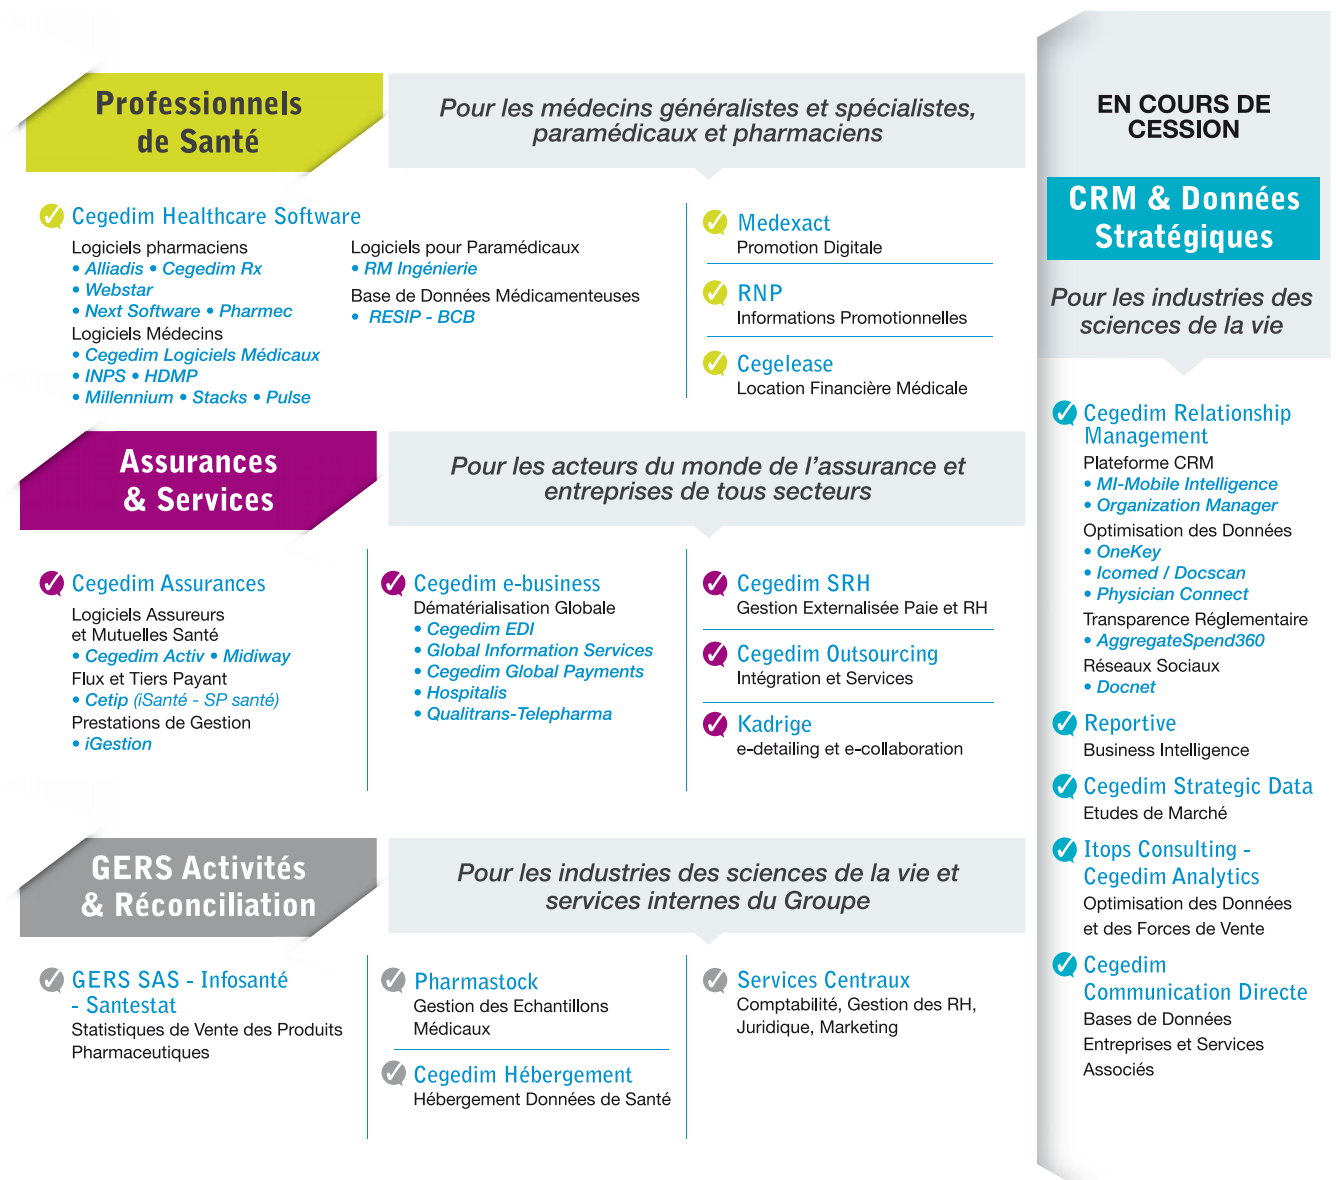 Professionnels
de Santé
Pour les médecins généralistes et spécialistes,
paramédicaux et pharmaciens
Cegedim Healthcare Software
Logiciels pharmaciens
• Alliadis • Cegedim Rx
• Webstar
• Next Software • Pharmec
Logiciels Médecins
• Cegedim Logiciels Médicaux
• INPS • HDMP
• Millennium • Stacks • Pulse
Logiciels pour Paramédicaux
• RM Ingénierie
Base de Données Médicamenteuses
• RESIP - BCB
Medexact
Promotion Digitale
RNP
Informations Promotionnelles
Cegelease
Location Financière Médicale
Assurances
& Services
Pour les acteurs du monde de l'assurance et
entreprises de tous secteurs
Cegedim Assurances
Logiciels Assureurs
et Mutuelles Santé
• Cegedim Activ • Midiway
Flux et Tiers Payant
• Cetip (iSanté - SP santé)
Prestations de Gestion
• iGestion
Cegedim e-business
Dématérialisation Globale
• Cegedim EDI
• Global Information Services
• Cegedim Global Payments
• Hospitalis
• Qualitrans-Telepharma
Cegedim SRH
Gestion Externalisée Paie et RH
Cegedim Outsourcing
Intégration et Services
Kadrige
e-detailing et e-collaboration
GERS Activités
& Réconciliation
Pour les industries des sciences de la vie et
services internes du Groupe
GERS SAS - Infosanté
- Santestat
Statistiques de Vente des Produits
Pharmaceutiques
Pharmastock
Gestion des Echantillons
Médicaux
Cegedim Hébergement
Hébergement Données de Santé
Services Centraux
Comptabilité, Gestion des RH,
Juridique, Marketing
EN COURS DE
CESSION
CRM & Données
Stratégiques
Pour les industries des
sciences de la vie
Cegedim Relationship
Management
Plateforme CRM
• MI-Mobile Intelligence
• Organization Manager
Optimisation des Données
• OneKey
• Icomed / Docscan
• Physician Connect
Transparence Réglementaire
• AggregateSpend360
Réseaux Sociaux
• Docnet
Reportive
Business Intelligence
Cegedim Strategic Data
Etudes de Marché
Itops Consulting -
Cegedim Analytics
Optimisation des Données
et des Forces de Vente
Cegedim
Communication Directe
Bases de Données
Entreprises et Services
Associés